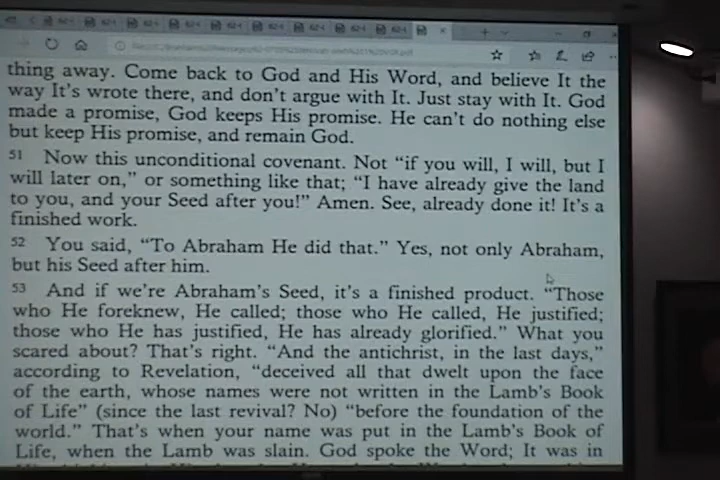 thing away. Come back to God and His Word, and believe It the
way It's wrote there, and don't argue with It. Just stay with It. God
made a promise, God keeps His promise. He can't do nothing else
but keep His promise, and remain God.
51 Now this unconditional covenant. Not “if you will, I will, but I
will later on,” or something like that; “I have already give the land
to you, and your Seed after you!” Amen. See, already done it! It's a
finished work.
52 You said, “To Abraham He did that.” Yes, not only Abraham,
but his Seed after him.
53 And if we're Abraham's Seed, it's a finished product. “Those
who He foreknew, He called; those who He called, He justified;
those who He has justified, He has already glorified.” What you
scared about? That's right. “And the antichrist, in the last days,”
according to Revelation, “deceived all that dwelt upon the face
of the earth, whose names were not written in the Lamb's Book
of Life” (since the last revival? No) “before the foundation of the
world.” That's when your name was put in the Lamb's Book of
Life, when the Lamb was slain. God spoke the Word; It was in